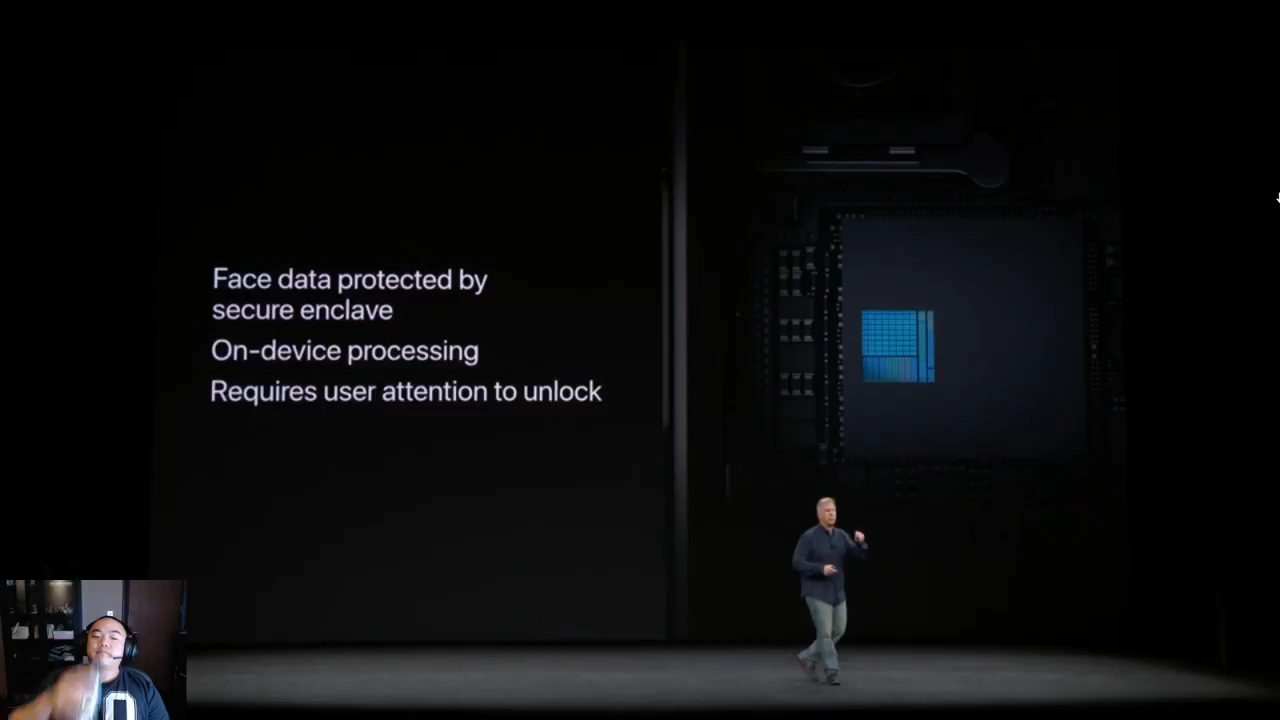 Face data protected by
secure enclave
On-device processing
Requires user attention to unlock